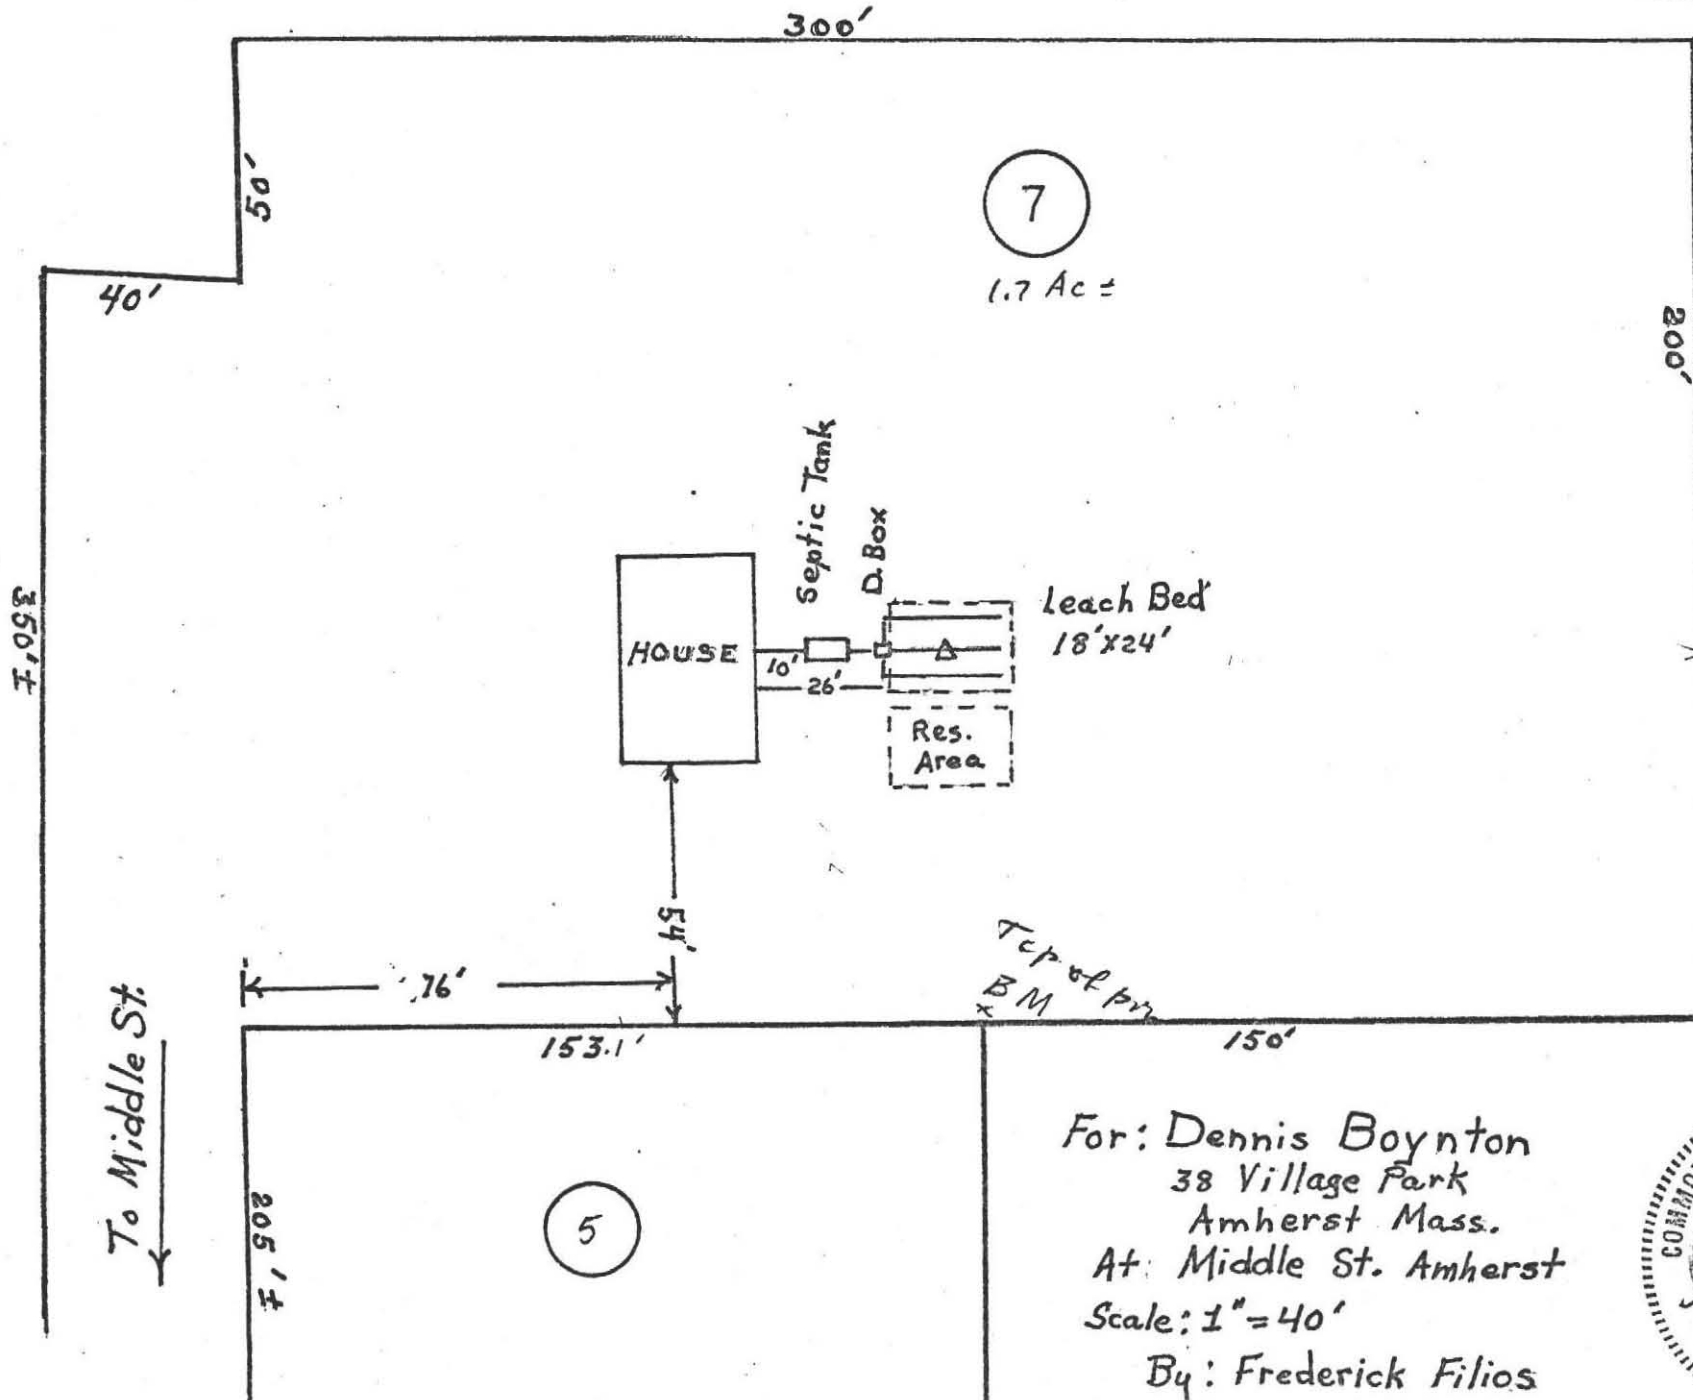 300'
50'
7
1.7 Ac ±
40'
200'
Septic Tank
D. Box
350' ±
HOUSE
10'
26'
Leach Bed
18'X24'
Res.
Area
54'
76'
Top of
BM
153.1'
150'
To Middle St.
205' ±
5
For: Dennis Boynton
38 Village Park
Amherst Mass.
At: Middle St. Amherst
Scale: 1" = 40'
By: Frederick Filios